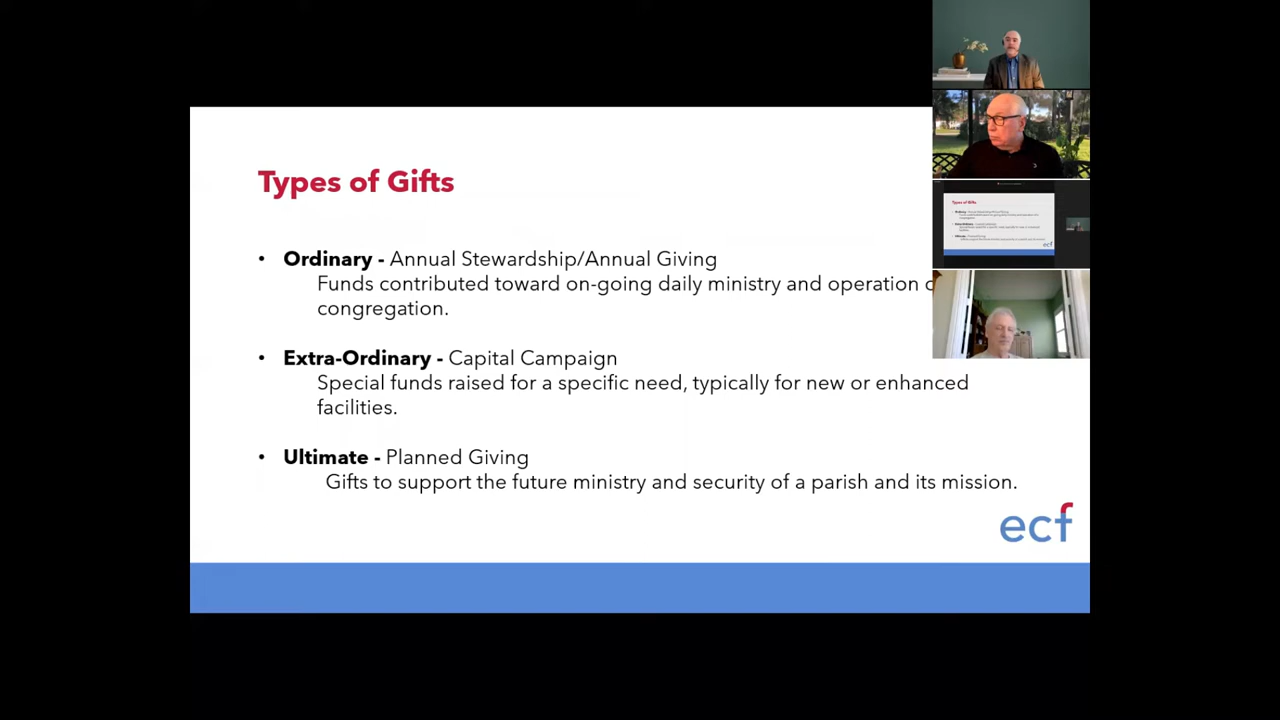 Types of Gifts
• Ordinary - Annual Stewardship/Annual Giving
Funds contributed toward on-going daily ministry and operation
congregation.
• Extra-Ordinary - Capital Campaign
Special funds raised for a specific need, typically for new or enhanced
facilities.
• Ultimate - Planned Giving
Gifts to support the future ministry and security of a parish and its mission.
ecf